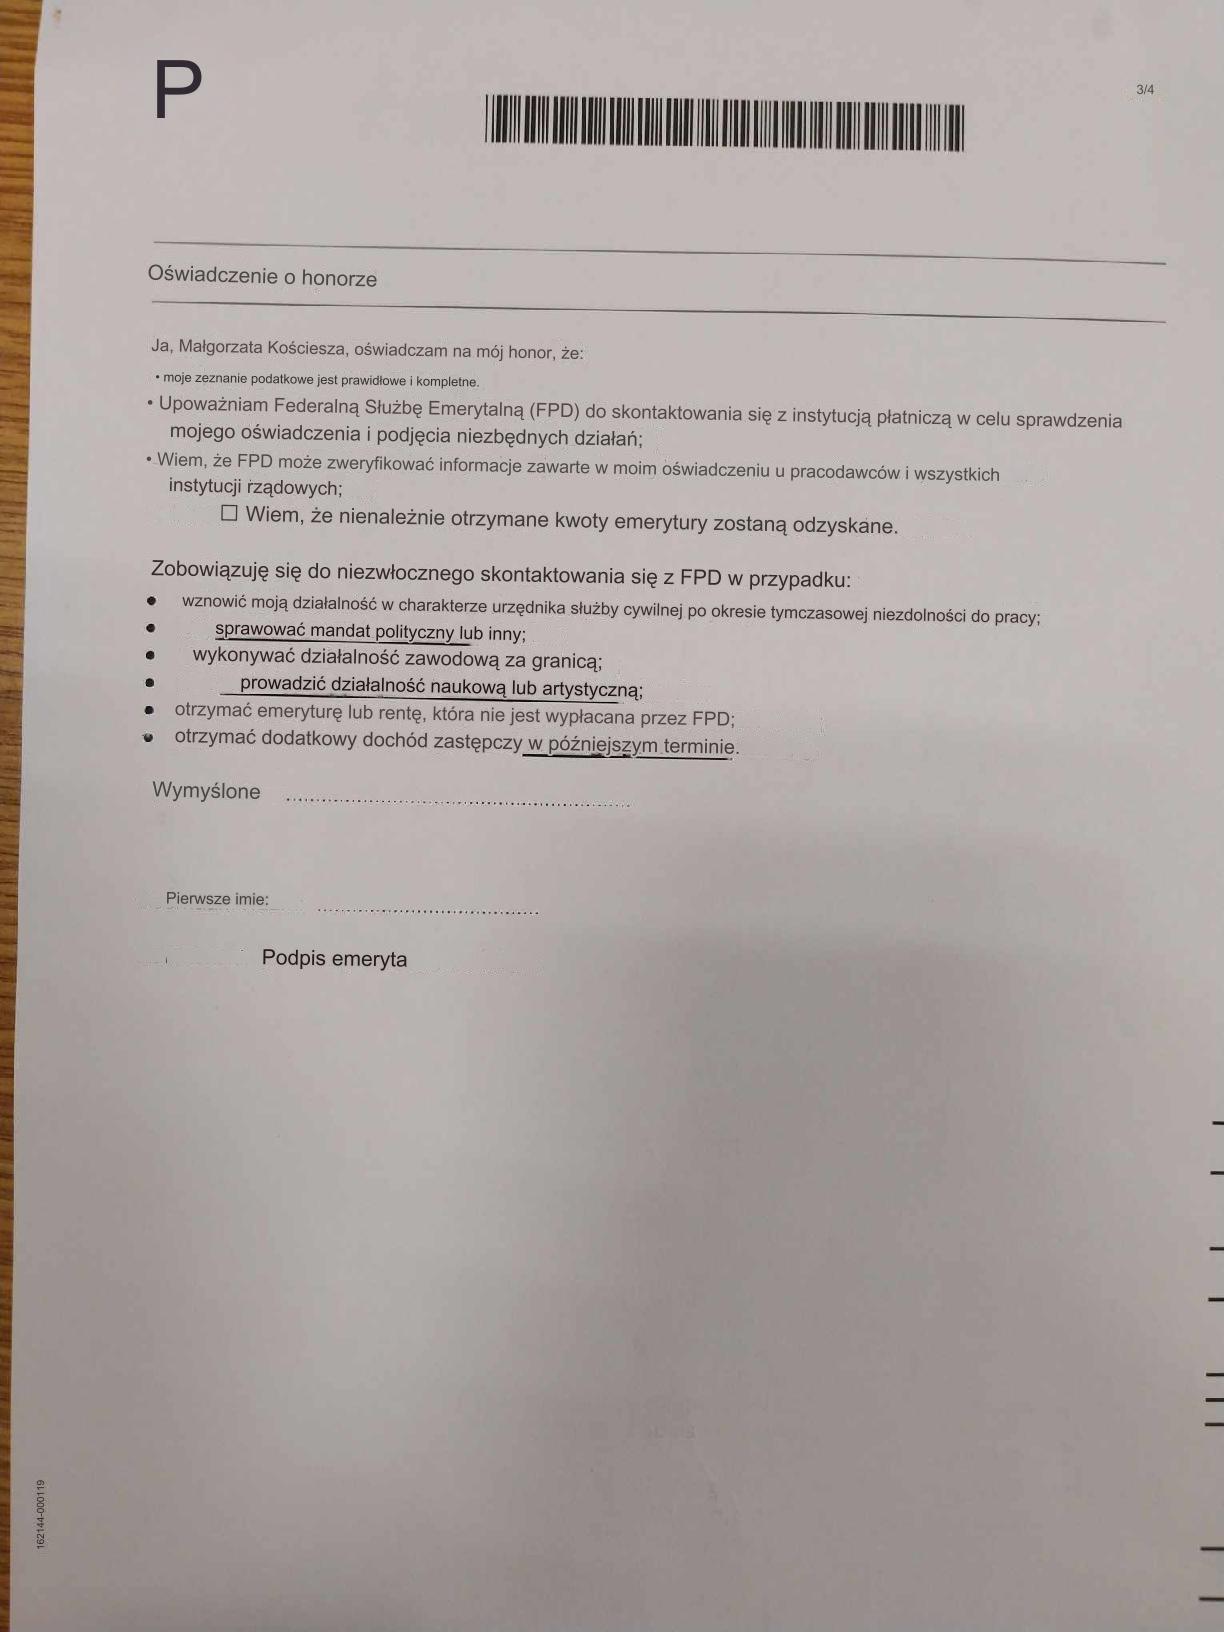 P
3/4
Oświadczenie o honorze
Ja, Małgorzata Kościesza, oświadczam na mój honor, że:
• moje zeznanie podatkowe jest prawidłowe i kompletne.
• Upoważniam Federalną Służbę Emerytalną (FPD) do skontaktowania się z instytucją płatniczą w celu sprawdzenia
mojego oświadczenia i podjęcia niezbędnych działań;
• Wiem, że FPD może zweryfikować informacje zawarte w moim oświadczeniu u pracodawców i wszystkich
instytucji rządowych;
☐ Wiem, że nienależnie otrzymane kwoty emerytury zostaną odzyskane.
Zobowiązuję się do niezwłocznego skontaktowania się z FPD w przypadku:
• wznowić moją działalność w charakterze urzędnika służby cywilnej po okresie tymczasowej niezdolności do pracy;
• sprawować mandat polityczny lub inny;
• wykonywać działalność zawodową za granicą;
• prowadzić działalność naukową lub artystyczną;
• otrzymać emeryturę lub rentę, która nie jest wypłacana przez FPD;
• otrzymać dodatkowy dochód zastępczy w późniejszym terminie.
Wymyślone
Pierwsze imie:
Podpis emeryta
162144-000119